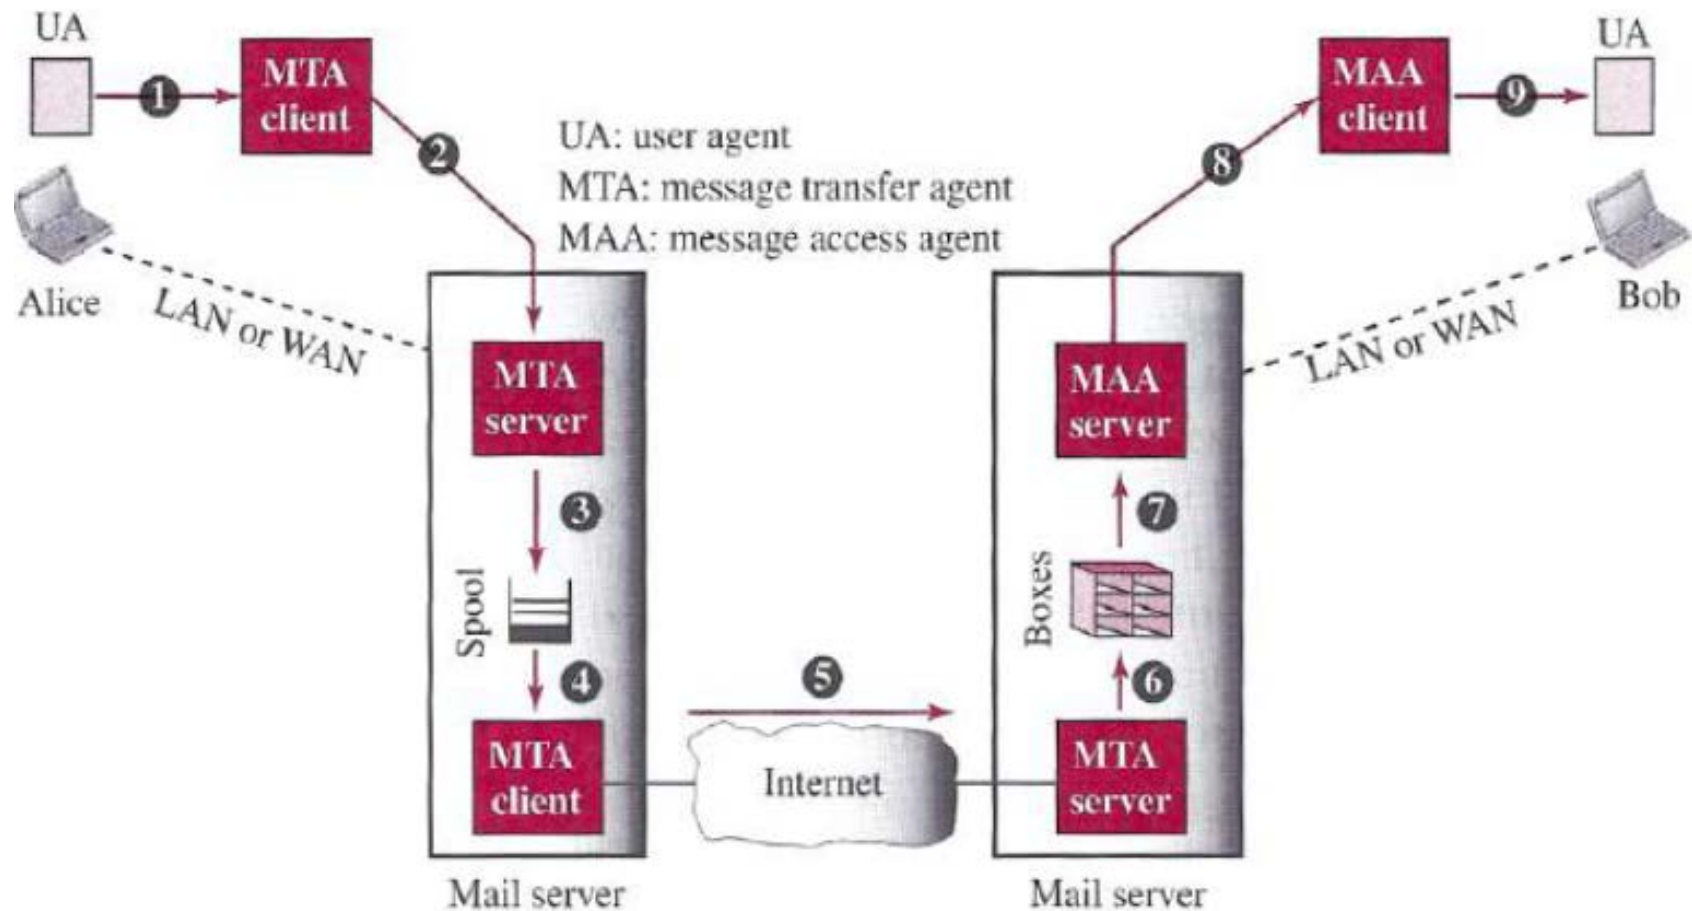 UA
MTA
client
1
2
UA: user agent
MTA: message transfer agent
MAA: message access agent
MAA
client
UA
8
9
Alice
LAN or WAN
Bob
LAN or WAN
MTA
server
3
Spool
4
MTA
client
Mail server
5
Internet
MAA
server
7
Boxes
6
MTA
server
Mail server